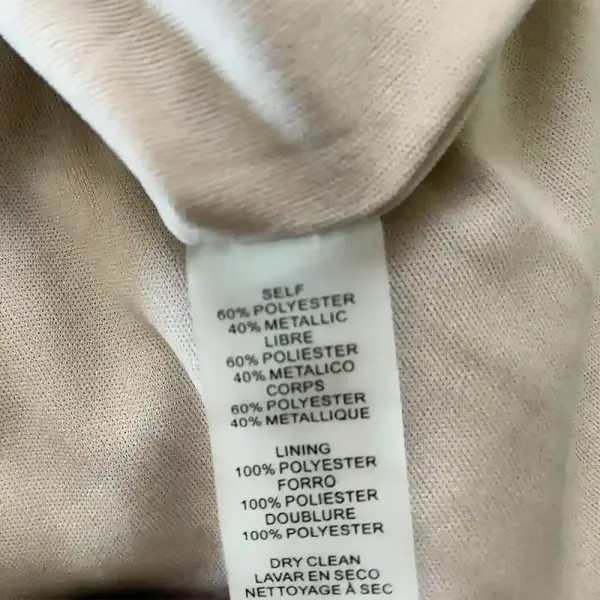 SELF
60% POLYESTER
40% METALLIC
LIBRE
60% POLIESTER
40% METALICO
CORPS
60% POLYESTER
40% METALLIQUE
LINING
100% POLYESTER
FORRO
100% POLIESTER
DOUBLURE
100% POLYESTER
DRY CLEAN
LAVAR EN SECO
NETTOYAGE À SEC